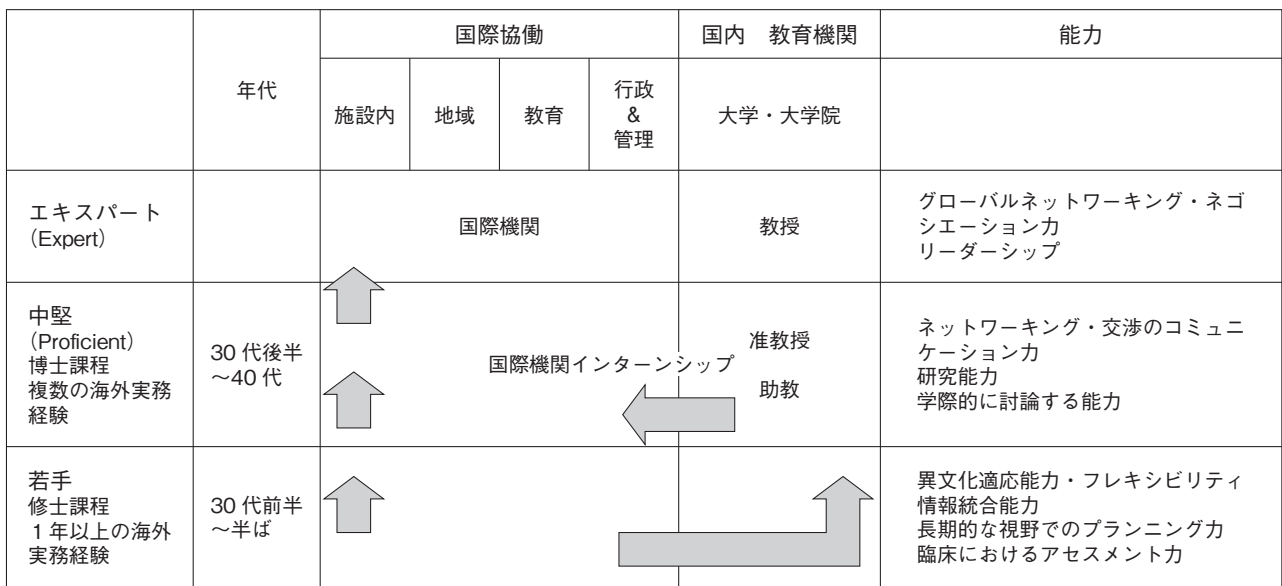 国際協働
国内　教育機関
能力
年代
施設内
地域
教育
行政
&
管理
大学・大学院
エキスパート
（Expert）
国際機関
教授
グローバルネットワーキング・ネゴ
シエーション力
リーダーシップ
中堅
（Proficient）
博士課程
複数の海外実務
経験
30 代後半
～40 代
国際機関インターンシップ
准教授
助教
ネットワーキング・交渉のコミュニ
ケーション力
研究能力
学際的に討論する能力
若手
修士課程
１年以上の海外
実務経験
30 代前半
～半ば
異文化適応能力・フレキシビリティ
情報統合能力
長期的な視野でのプランニング力
臨床におけるアセスメント力